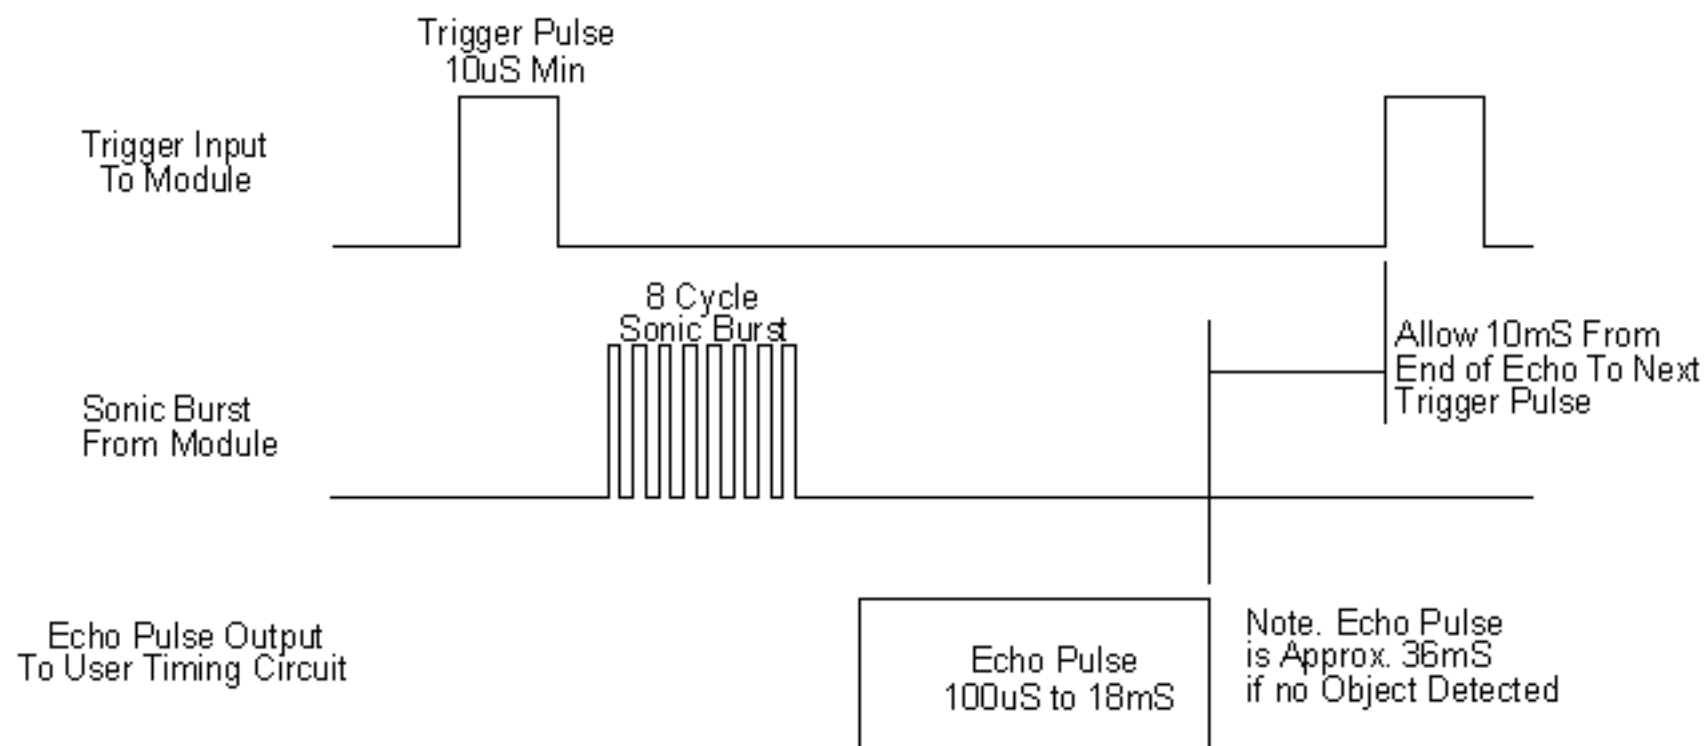 Trigger Pulse
10uS Min
Trigger Input
To Module
8 Cycle
Sonic Burst
Allow 10mS From
End of Echo To Next
Trigger Pulse
Sonic Burst
From Module
Echo Pulse Output
To User Timing Circuit
Echo Pulse
100uS to 18mS
Note. Echo Pulse
is Approx. 36mS
if no Object Detected